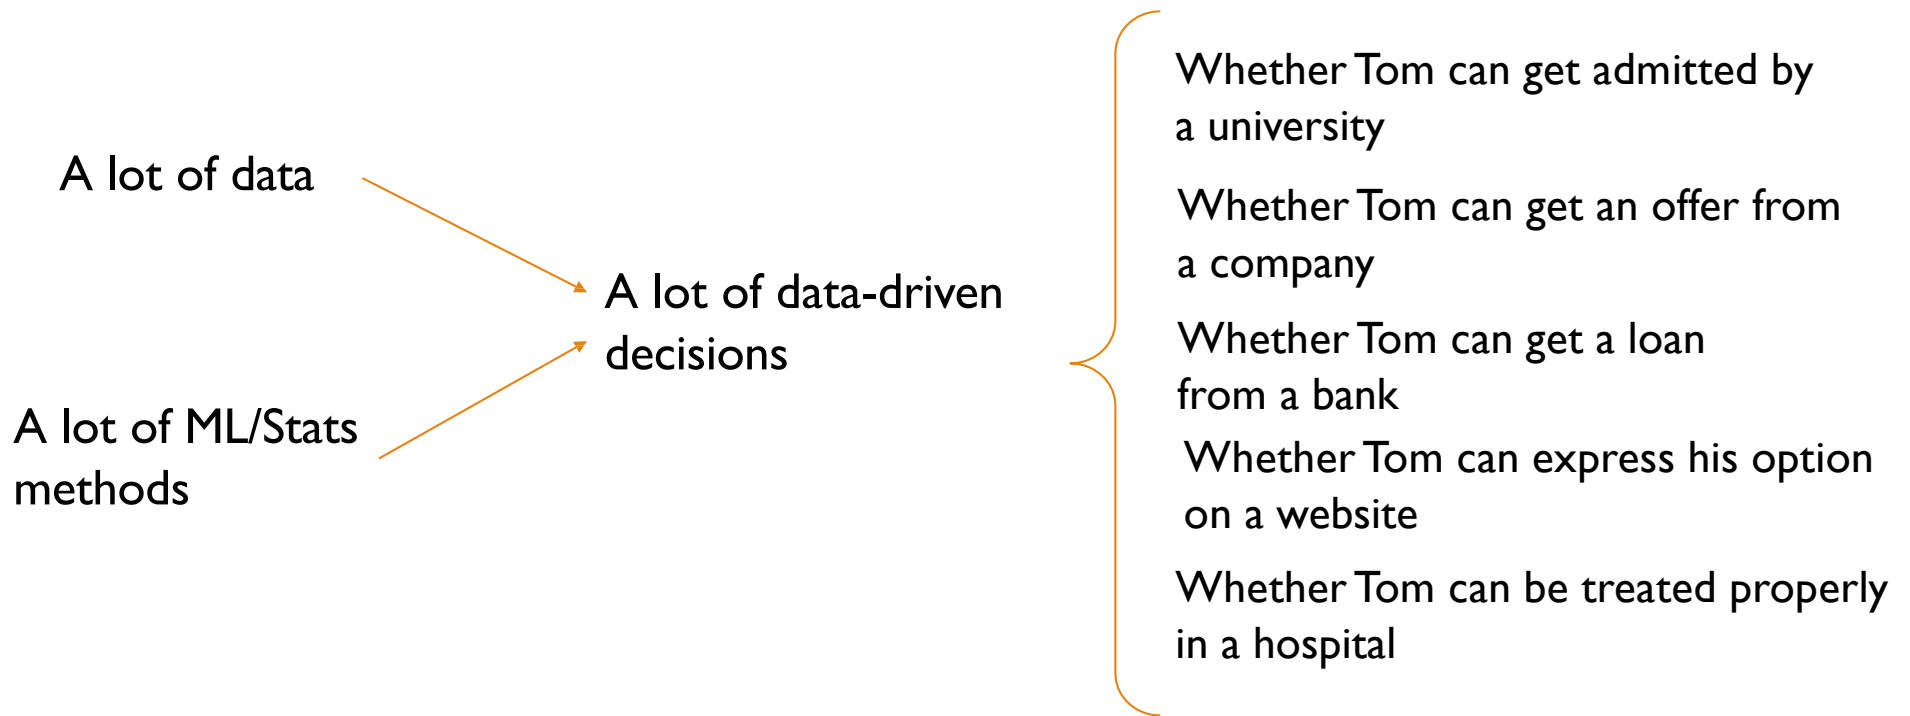 A lot of data
A lot of ML/Stats
methods
A lot of data-driven
decisions
Whether Tom can get admitted by
a university
Whether Tom can get an offer from
a company
Whether Tom can get a loan
from a bank
Whether Tom can express his option
on a website
Whether Tom can be treated properly
in a hospital